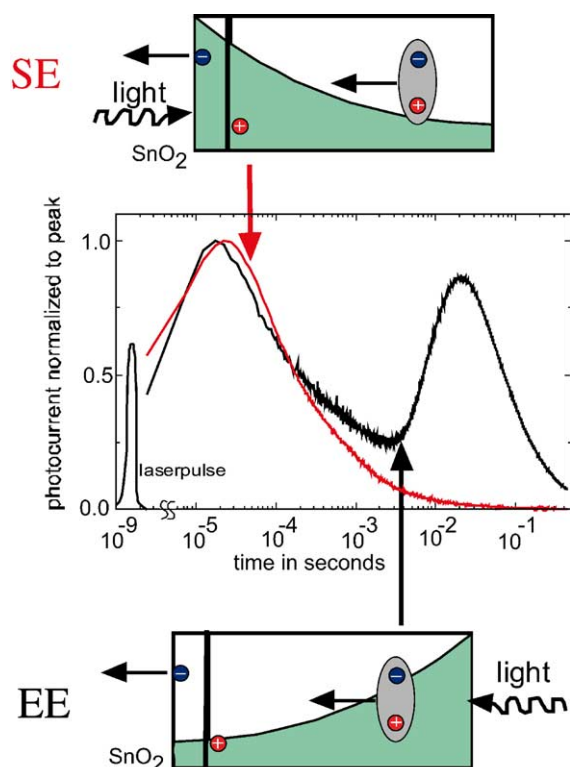 SE
light
SnO₂
− + − +
photocurrent normalized to peak
1.0
0.5
0.0
laserpulse
10⁻⁹ 10⁻⁵ 10⁻⁴ 10⁻³ 10⁻² 10⁻¹
time in seconds
EE
light
SnO₂
− + − +